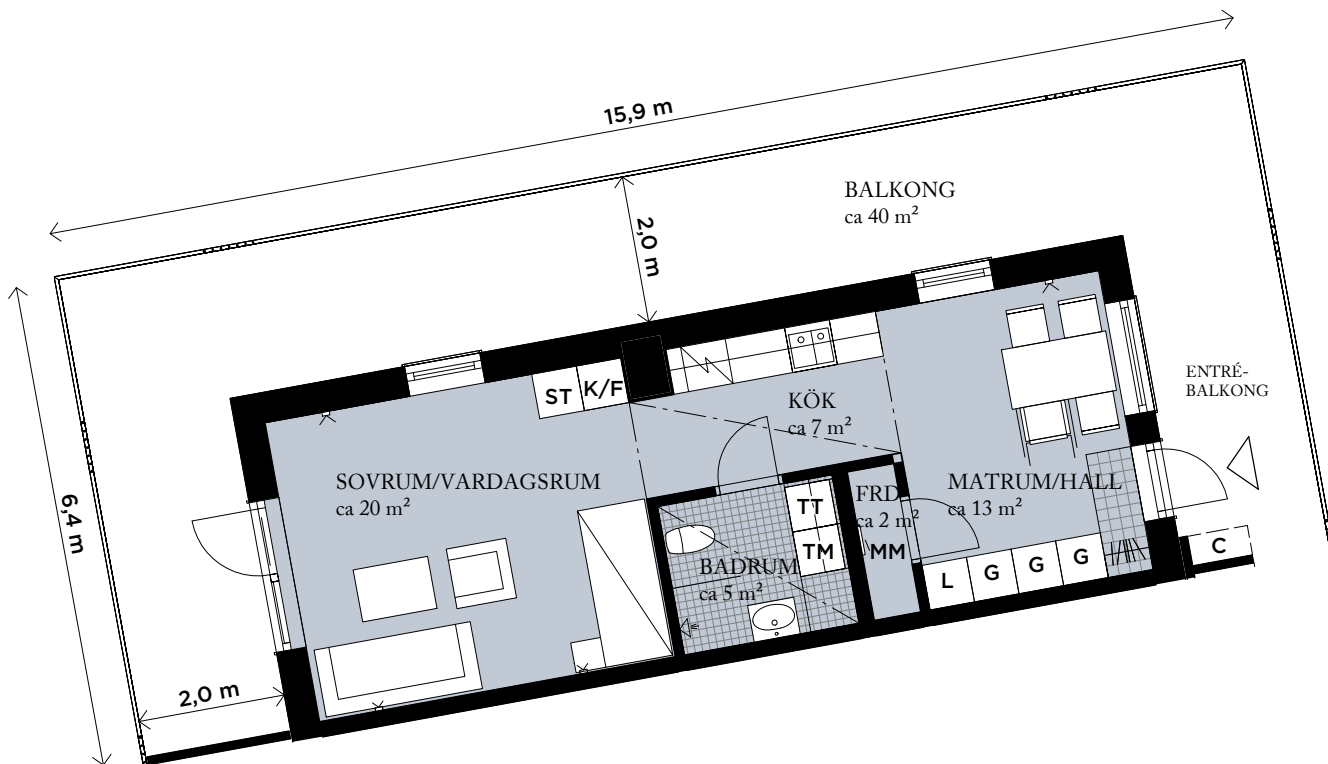 15,9 m
BALKONG
ca 40 m²
2,0 m
ENTRÉ-
BALKONG
ST
K/F
KÖK
ca 7 m²
SOVRUM/VARDAGSRUM
ca 20 m²
6,4 m
TT
FRD
ca 2 m²
MATRUM/HALL
ca 13 m²
TM
MM
BADRUM
ca 5 m²
L
G
G
G
C
2,0 m